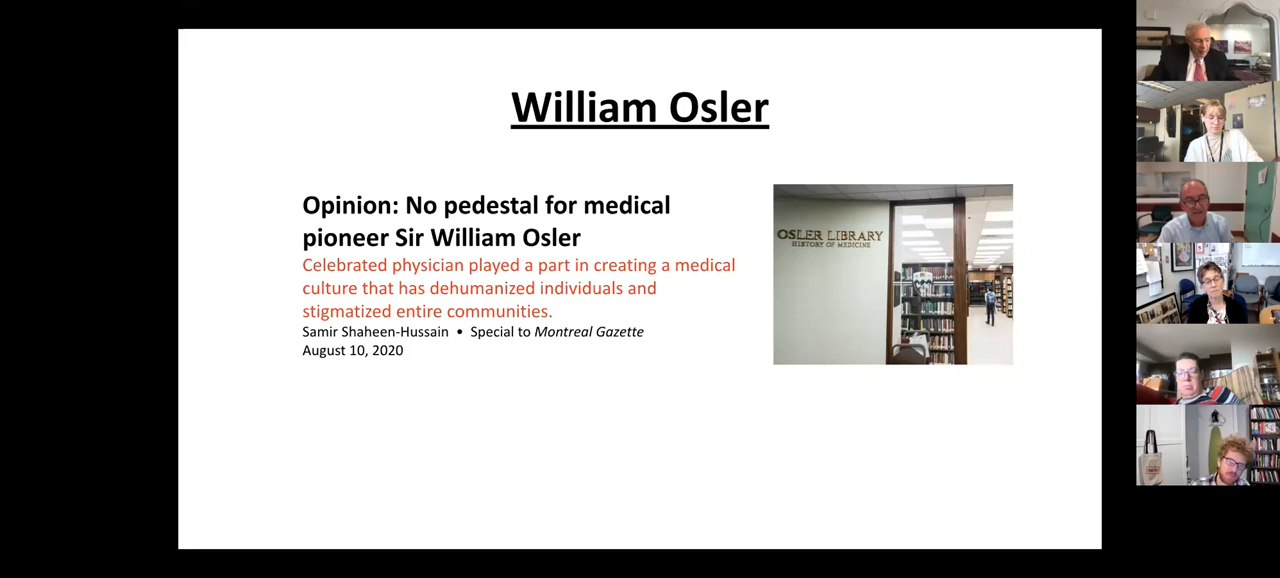 William Osler
Opinion: No pedestal for medical
pioneer Sir William Osler
Celebrated physician played a part in creating a medical
culture that has dehumanized individuals and
stigmatized entire communities.
Samir Shaheen-Hussain • Special to Montreal Gazette
August 10, 2020
OSLER LIBRARY
HISTORY OF MEDICINE